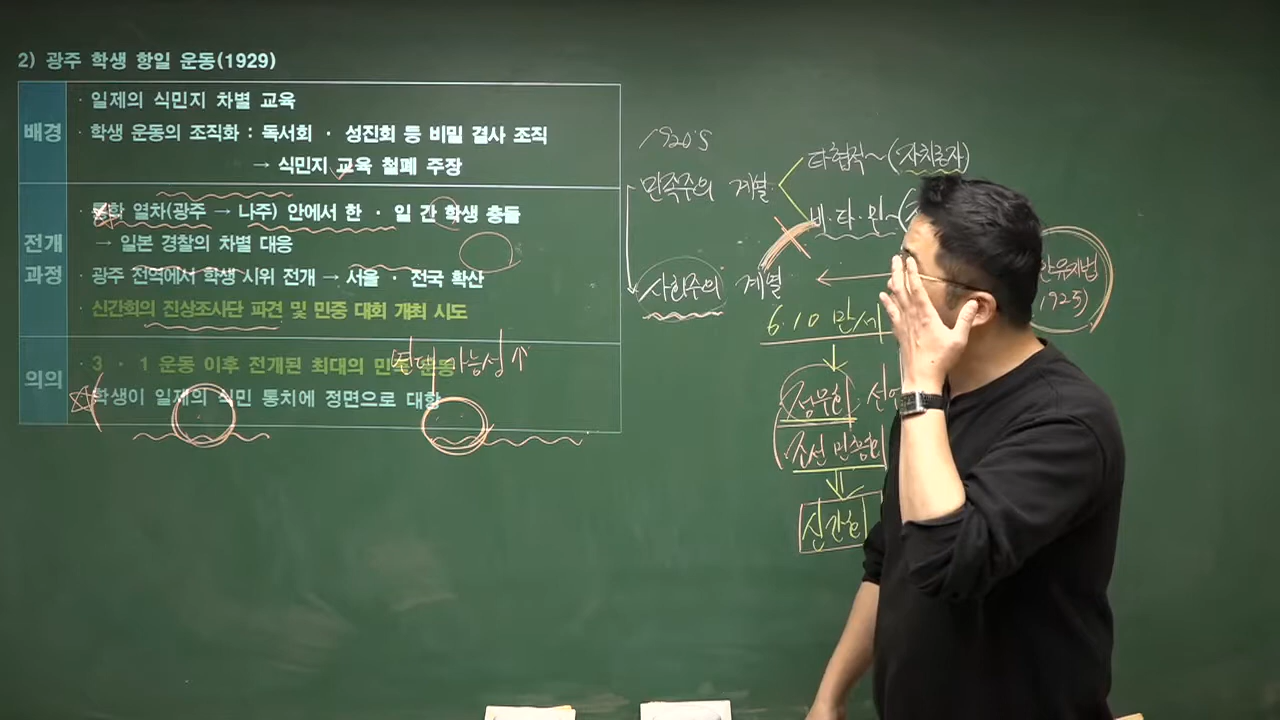 2) 광주 학생 항일 운동(1929)
배경
· 일제의 식민지 차별 교육
· 학생 운동의 조직화 : 독서회 · 성진회 등 비밀 결사 조직
→ 식민지 교육 철폐 주장
전개
과정
· 통학 열차(광주 → 나주) 안에서 한 · 일 간 학생 충돌
→ 일본 경찰의 차별 대응
· 광주 전역에서 학생 시위 전개 → 서울 · 전국 확산
· 신간회의 진상조사단 파견 및 민중 대회 개최 시도
의의
· 3 · 1 운동 이후 전개된 최대의 민족 운동
· 학생이 일제의 식민 통치에 정면으로 대항
연대 가능성↑
1920's
민족주의 계열
타협적~(자치론자)
비·타·민~(
사회주의 계열
치안유지법
1925)
6.10 만세
정우회 선언
조선 민흥회
신간회